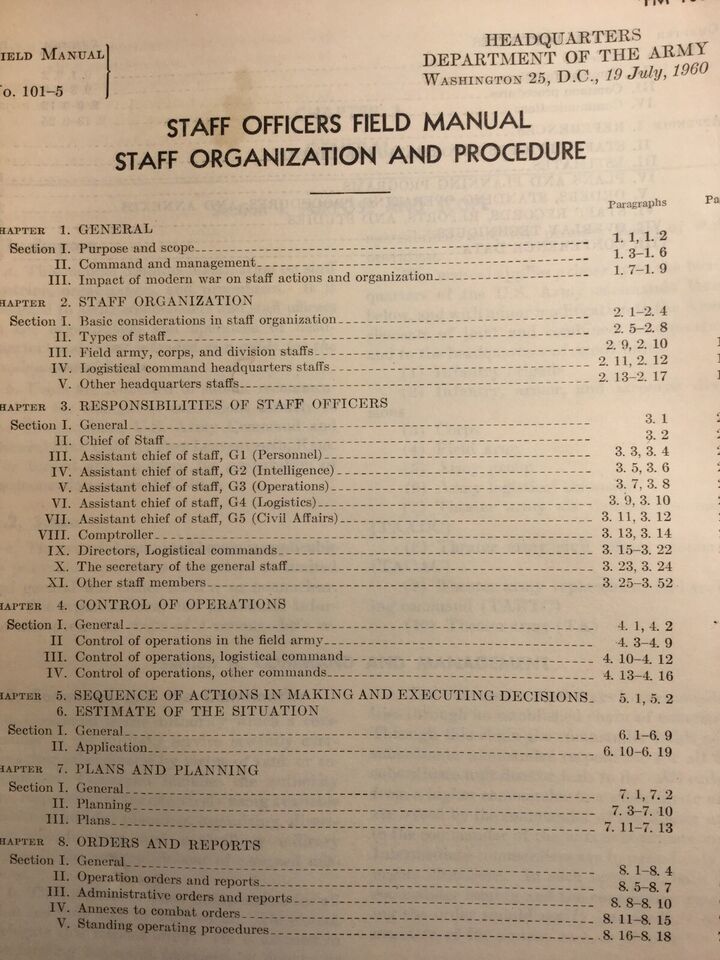 HEADQUARTERS
IELD MANUAL
DEPARTMENT OF THE ARMY
o. 101–5
WASHINGTON 25, D.C., 19 July, 1960
STAFF OFFICERS FIELD MANUAL
STAFF ORGANIZATION AND PROCEDURE
Paragraphs
HAPTER 1. GENERAL
Section I. Purpose and scope 1. 1, 1. 2
II. Command and management 1. 3–1. 6
III. Impact of modern war on staff actions and organization 1. 7–1. 9
HAPTER 2. STAFF ORGANIZATION
Section I. Basic considerations in staff organization 2. 1–2. 4
II. Types of staff 2. 5–2. 8
III. Field army, corps, and division staffs 2. 9, 2. 10
IV. Logistical command headquarters staffs 2. 11, 2. 12
V. Other headquarters staffs 2. 13–2. 17
HAPTER 3. RESPONSIBILITIES OF STAFF OFFICERS
Section I. General 3. 1
II. Chief of Staff 3. 2
III. Assistant chief of staff, G1 (Personnel) 3. 3, 3. 4
IV. Assistant chief of staff, G2 (Intelligence) 3. 5, 3. 6
V. Assistant chief of staff, G3 (Operations) 3. 7, 3. 8
VI. Assistant chief of staff, G4 (Logistics) 3. 9, 3. 10
VII. Assistant chief of staff, G5 (Civil Affairs) 3. 11, 3. 12
VIII. Comptroller 3. 13, 3. 14
IX. Directors, Logistical commands 3. 15–3. 22
X. The secretary of the general staff 3. 23, 3. 24
XI. Other staff members 3. 25–3. 52
HAPTER 4. CONTROL OF OPERATIONS
Section I. General 4. 1, 4. 2
II Control of operations in the field army 4. 3–4. 9
III. Control of operations, logistical command 4. 10–4. 12
IV. Control of operations, other commands 4. 13–4. 16
HAPTER 5. SEQUENCE OF ACTIONS IN MAKING AND EXECUTING DECISIONS 5. 1, 5. 2
6. ESTIMATE OF THE SITUATION
Section I. General 6. 1–6. 9
II. Application 6. 10–6. 19
HAPTER 7. PLANS AND PLANNING
Section I. General 7. 1, 7. 2
II. Planning 7. 3–7. 10
III. Plans 7. 11–7. 13
HAPTER 8. ORDERS AND REPORTS
Section I. General 8. 1–8. 4
II. Operation orders and reports 8. 5–8. 7
III. Administrative orders and reports 8. 8–8. 10
IV. Annexes to combat orders 8. 11–8. 15
V. Standing operating procedures 8. 16–8. 18